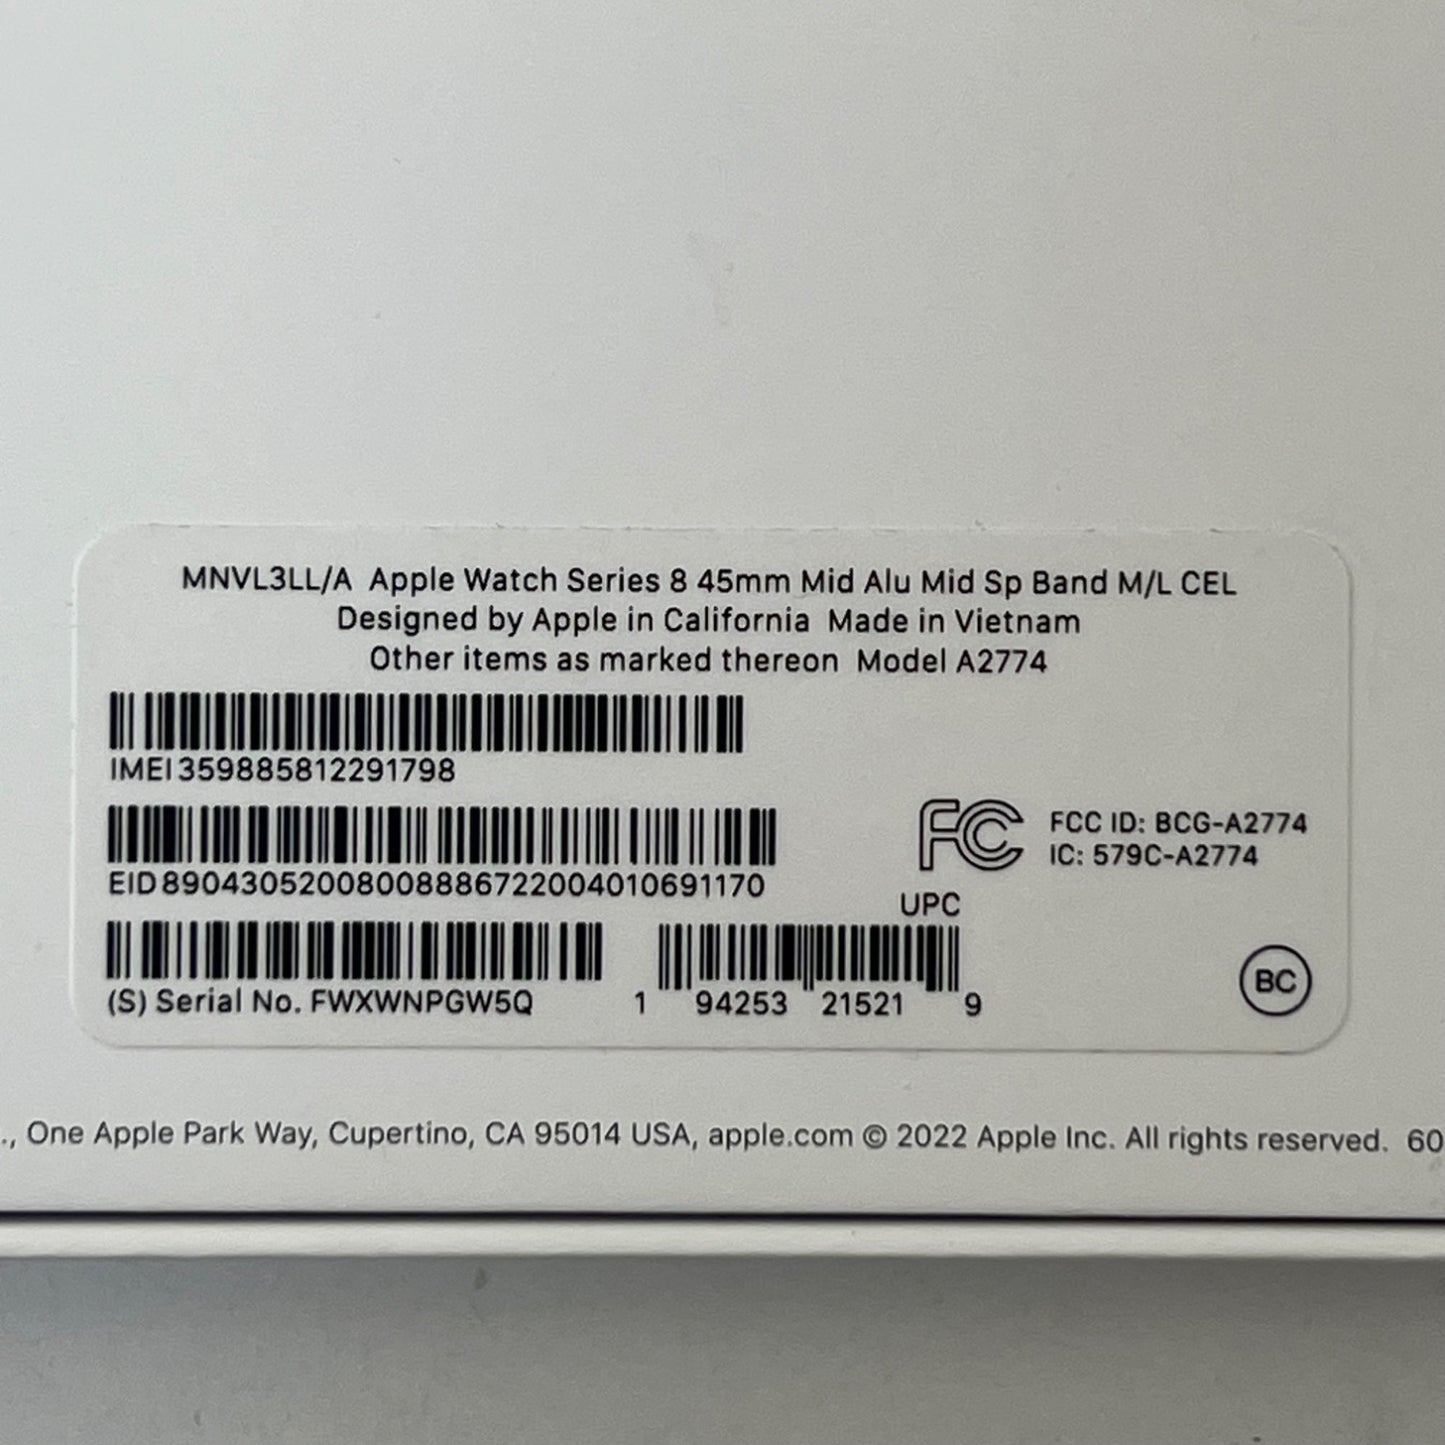 MNVL3LL/A Apple Watch Series 8 45mm Mid Alu Mid Sp Band M/L CEL
Designed by Apple in California Made in Vietnam
Other items as marked thereon Model A2774
IMEI 359885812291798
EID 89043052008008886722004010691170
FC
FCC ID: BCG-A2774
IC: 579C-A2774
UPC
(S) Serial No. FWXWNPGW5Q
1 94253 21521 9
BC
., One Apple Park Way, Cupertino, CA 95014 USA, apple.com © 2022 Apple Inc. All rights reserved. 60